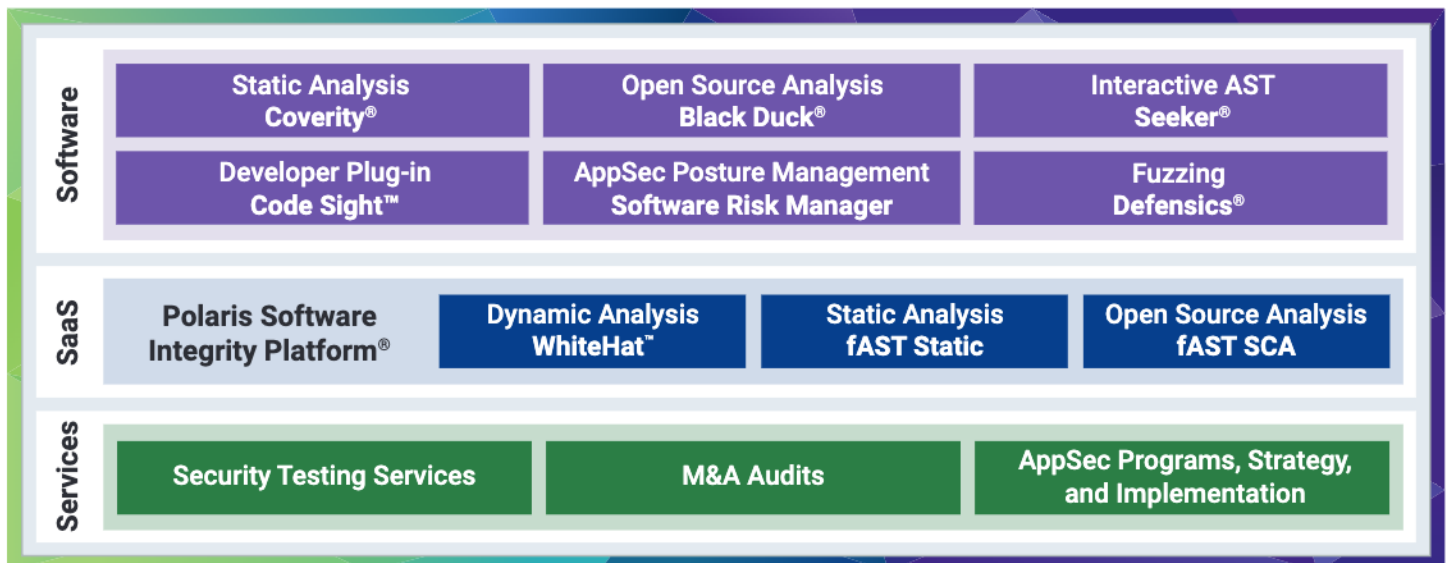 Software
Static Analysis
Coverity®
Open Source Analysis
Black Duck®
Interactive AST
Seeker®
Developer Plug-in
Code Sight™
AppSec Posture Management
Software Risk Manager
Fuzzing
Defensics®
SaaS
Polaris Software
Integrity Platform®
Dynamic Analysis
WhiteHat™
Static Analysis
fAST Static
Open Source Analysis
fAST SCA
Services
Security Testing Services
M&A Audits
AppSec Programs, Strategy,
and Implementation